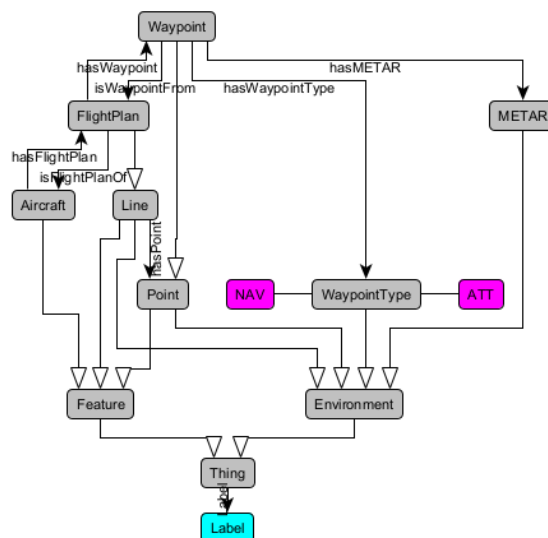 Waypoint
hasWaypoint
hasMETAR
isWaypointFrom
hasWaypointType
FlightPlan
METAR
hasFlightPlan
isFlightPlanOf
Aircraft
Line
hasPoint
Point
NAV
WaypointType
ATT
Feature
Environment
Thing
Label
Label